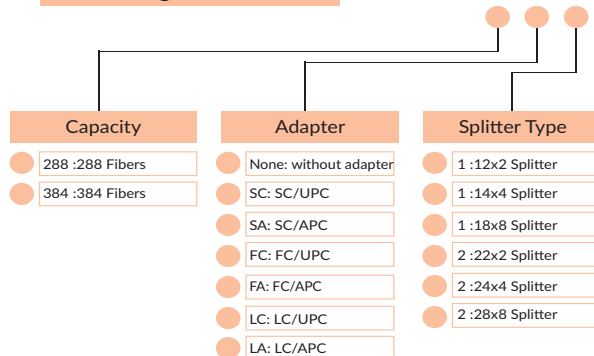 Capacity
288 :288 Fibers
384 :384 Fibers
Adapter
None: without adapter
SC: SC/UPC
SA: SC/APC
FC: FC/UPC
FA: FC/APC
LC: LC/UPC
LA: LC/APC
Splitter Type
1 :12x2 Splitter
1 :14x4 Splitter
1 :18x8 Splitter
2 :22x2 Splitter
2 :24x4 Splitter
2 :28x8 Splitter